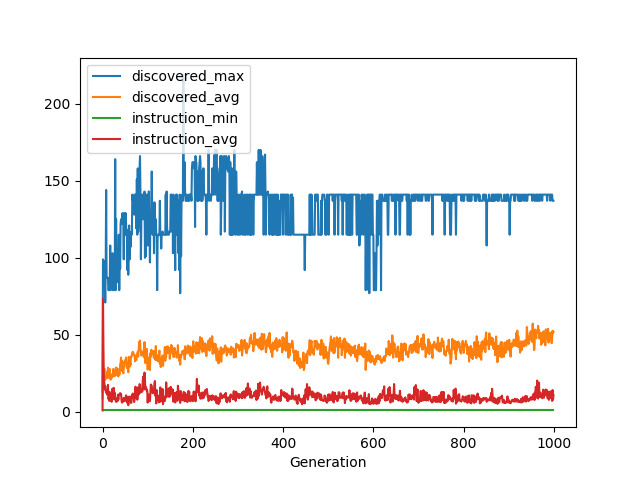 discovered_max
discovered_avg
instruction_min
instruction_avg
200
150
100
50
0
0
200
400
600
800
1000
Generation